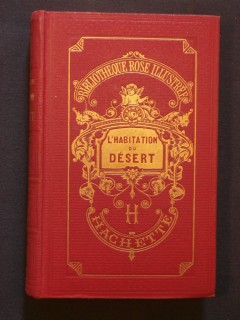 BIBLIOTHÈQUE ROSE ILLUSTRÉE
L'HABITATION
DU
DÉSERT
H
HACHETTE